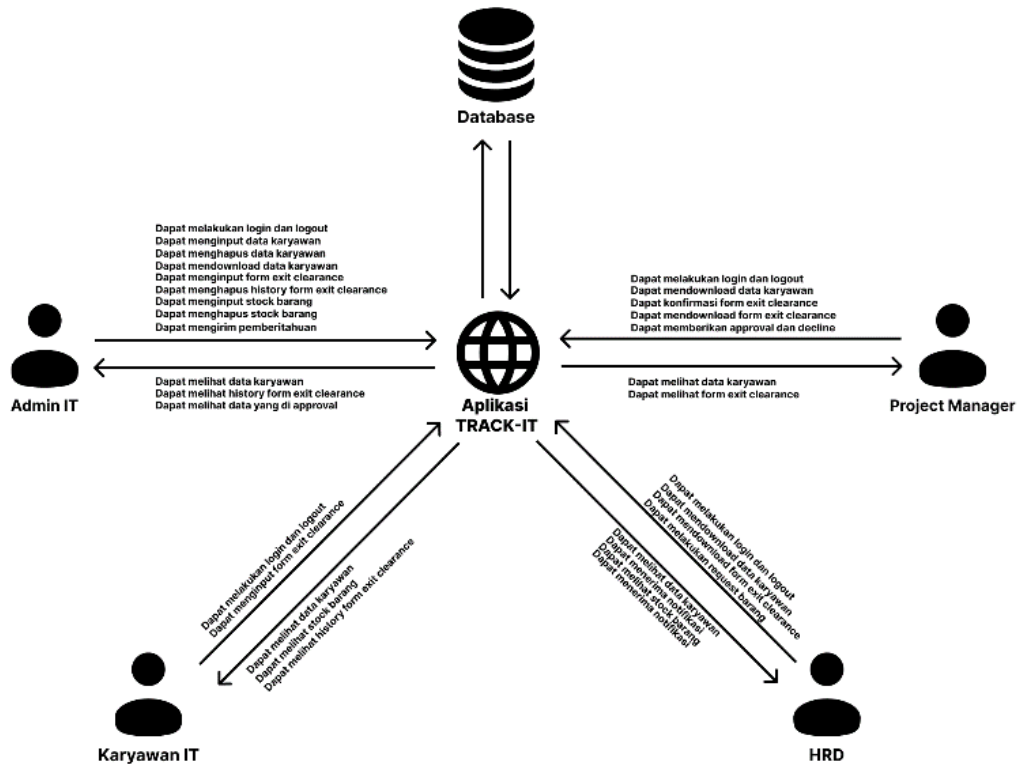 Database
Dapat melakukan login dan logout
Dapat menginput data karyawan
Dapat menghapus data karyawan
Dapat mendownload data karyawan
Dapat menginput form exit clearance
Dapat menghapus history form exit clearance
Dapat menginput stock barang
Dapat menghapus stock barang
Dapat mengirim pemberitahuan
Dapat melihat data karyawan
Dapat melihat history form exit clearance
Dapat melihat data yang di approval
Admin IT
Aplikasi
TRACK-IT
Dapat melakukan login dan logout
Dapat mendownload data karyawan
Dapat konfirmasi form exit clearance
Dapat mendownload form exit clearance
Dapat memberikan approval dan decline
Dapat melihat data karyawan
Dapat melihat form exit clearance
Project Manager
Dapat melakukan login dan logout
Dapat menginput form exit clearance
Dapat melihat data karyawan
Dapat melihat stock barang
Dapat melihat history form exit clearance
Karyawan IT
Dapat melakukan login dan logout
Dapat mendownload data karyawan
Dapat mendownload form exit clearance
Dapat melakukan request barang
Dapat melihat data karyawan
Dapat menerima notifikasi
Dapat melihat stock barang
Dapat menerima notifikasi
HRD